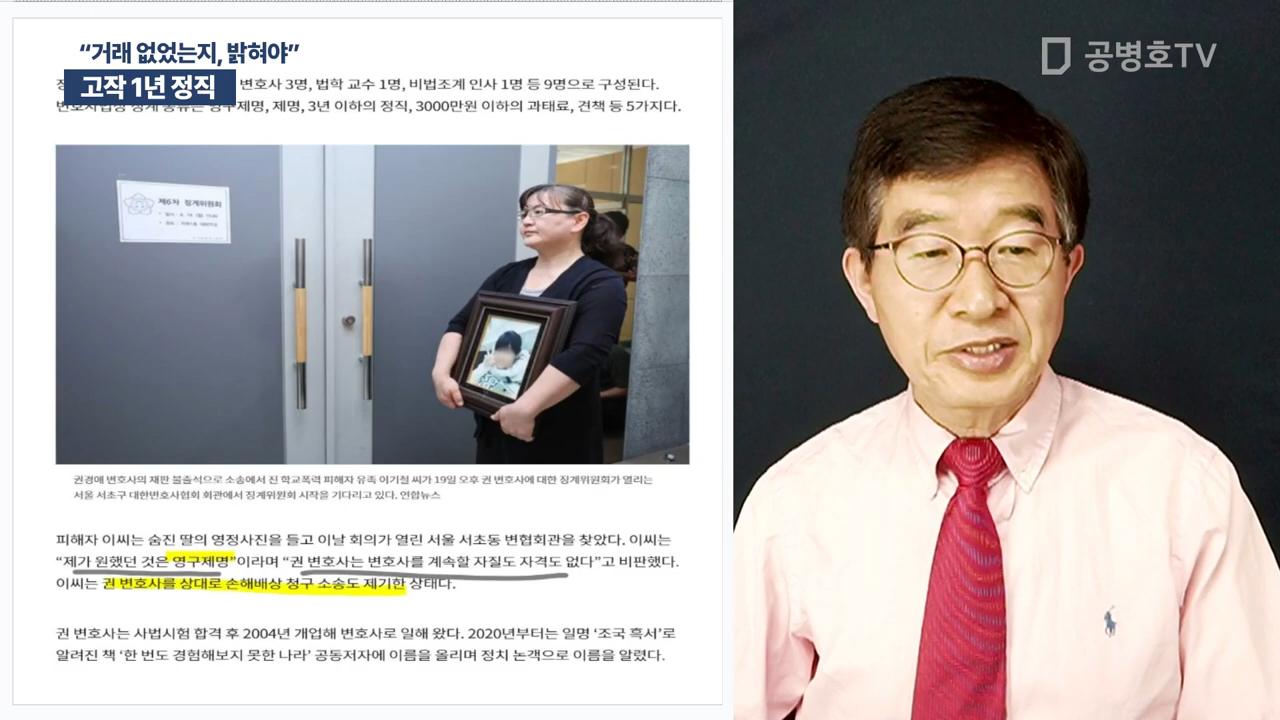 “거래 없었는지, 밝혀야”
고작 1년 정직
공병호TV
변호사 3명, 법학 교수 1명, 비법조계 인사 1명 등 9명으로 구성된다.
영구제명, 제명, 3년 이하의 정직, 3000만원 이하의 과태료, 견책 등 5가지다.
제6차 징계위원회
권경애 변호사의 재판 불출석으로 소송에서 진 학교폭력 피해자 유족 이기철 씨가 19일 오후 권 변호사에 대한 징계위원회가 열리는
서울 서초구 대한변호사협회 회관에서 징계위원회 시작을 기다리고 있다. 연합뉴스
피해자 이씨는 숨진 딸의 영정사진을 들고 이날 회의가 열린 서울 서초동 변협회관을 찾았다. 이씨는
“제가 원했던 것은 영구제명”이라며 “권 변호사는 변호사를 계속할 자질도 자격도 없다”고 비판했다.
이씨는 권 변호사를 상대로 손해배상 청구 소송도 제기한 상태다.
권 변호사는 사법시험 합격 후 2004년 개업해 변호사로 일해 왔다. 2020년부터는 일명 ‘조국 흑서’로
알려진 책 ‘한 번도 경험해보지 못한 나라’ 공동저자에 이름을 올리며 정치 논객으로 이름을 알렸다.